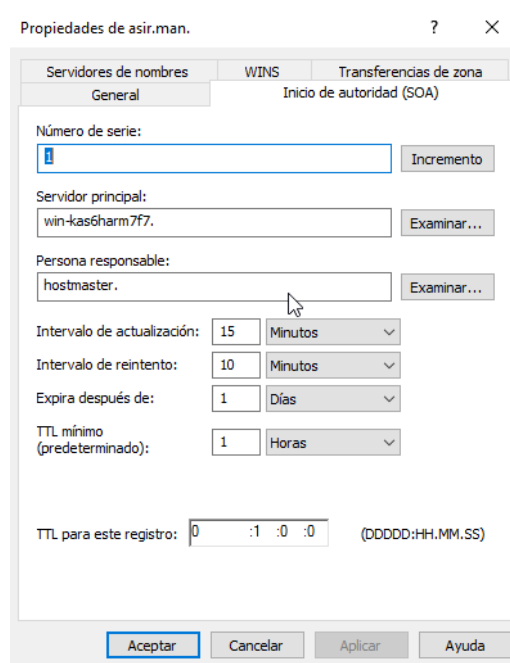 Propiedades de asir.man. ? ×
Servidores de nombres WINS Transferencias de zona
General Inicio de autoridad (SOA)
Número de serie:
1 Incremento
Servidor principal:
win-kas6harm7f7. Examinar...
Persona responsable:
hostmaster. Examinar...
Intervalo de actualización: 15 Minutos
Intervalo de reintento: 10 Minutos
Expira después de: 1 Días
TTL mínimo
(predeterminado): 1 Horas
TTL para este registro: 0 :1 :0 :0 (DDDDD:HH.MM.SS)
Aceptar Cancelar Aplicar Ayuda